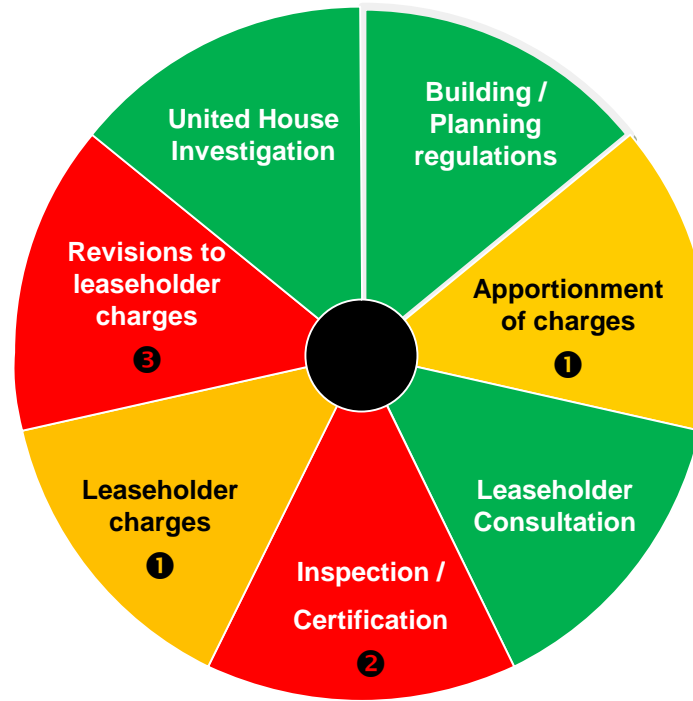 United House
Investigation
Building /
Planning
regulations
Revisions to
leaseholder
charges
❸
Apportionment
of charges
❶
Leaseholder
charges
❶
Leaseholder
Consultation
Inspection /
Certification
❷